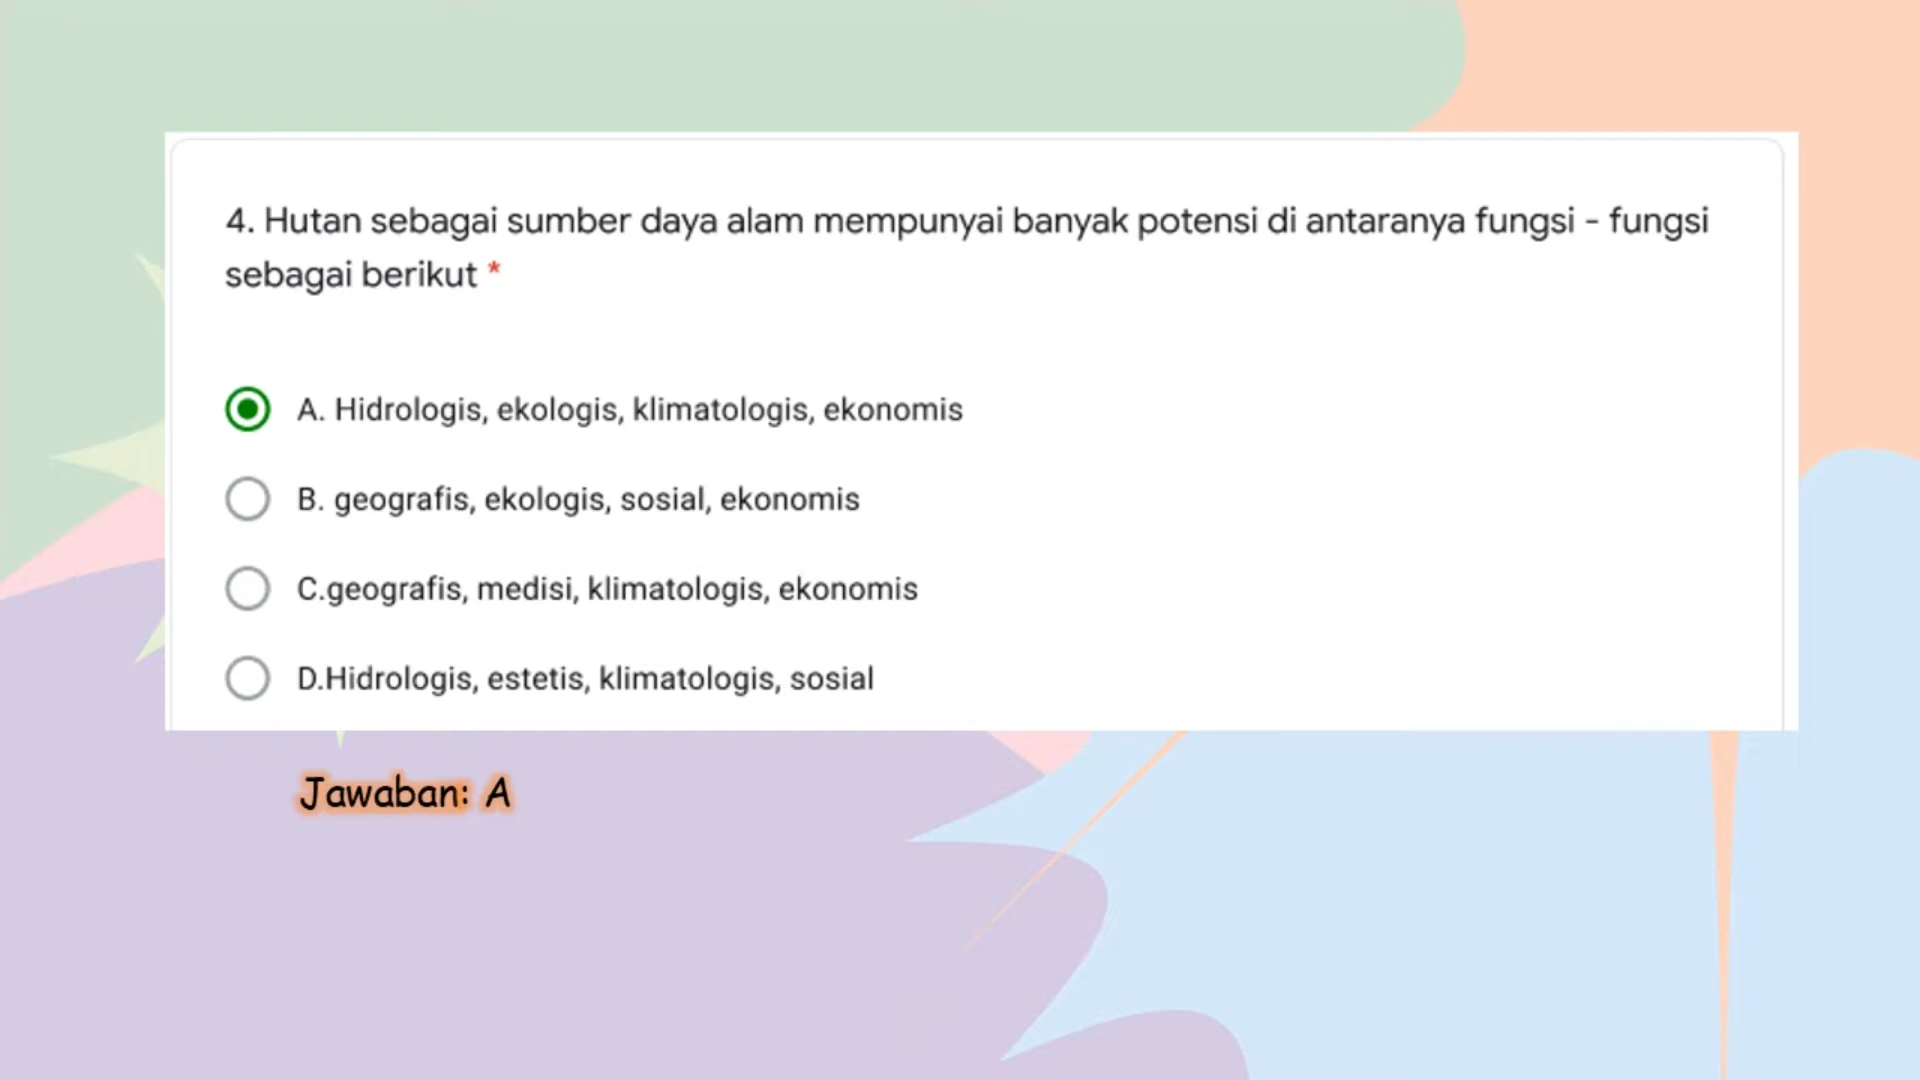 4. Hutan sebagai sumber daya alam mempunyai banyak potensi di antaranya fungsi - fungsi
sebagai berikut *
A. Hidrologis, ekologis, klimatologis, ekonomis
B. geografis, ekologis, sosial, ekonomis
C.geografis, medisi, klimatologis, ekonomis
D.Hidrologis, estetis, klimatologis, sosial
Jawaban: A